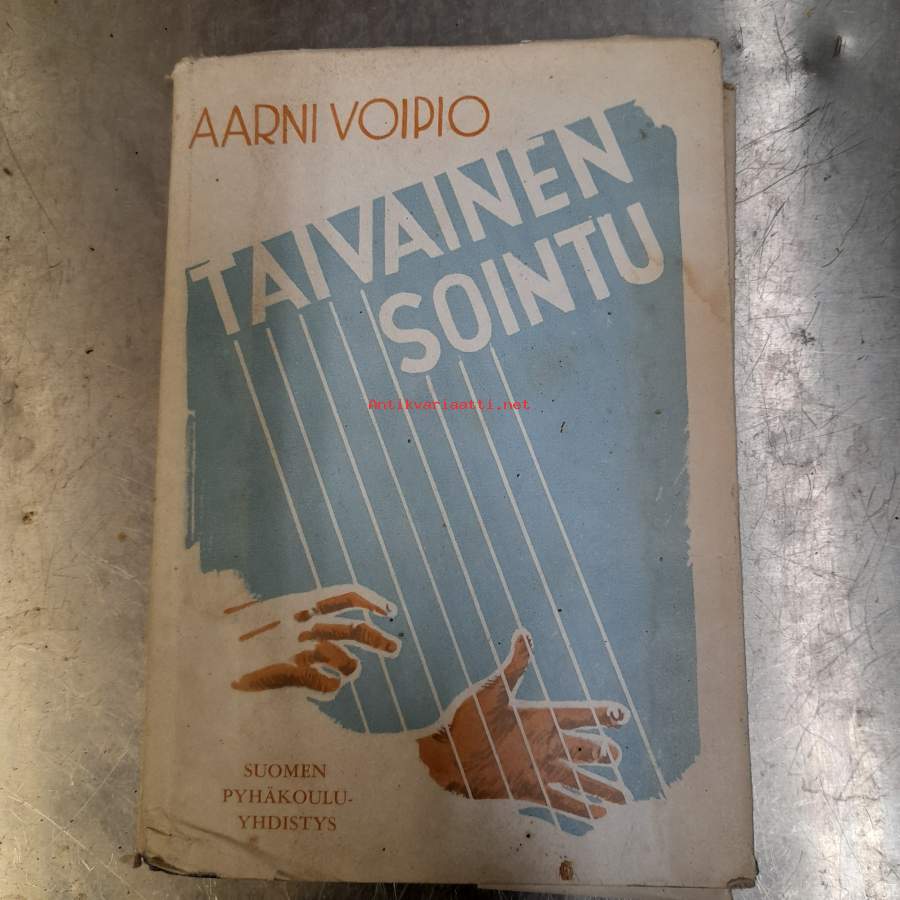 AARNI VOIPIO
TAIVAINEN
SOINTU
Antikvariaatti.net
SUOMEN
PYHÄKOULU-
YHDISTYS